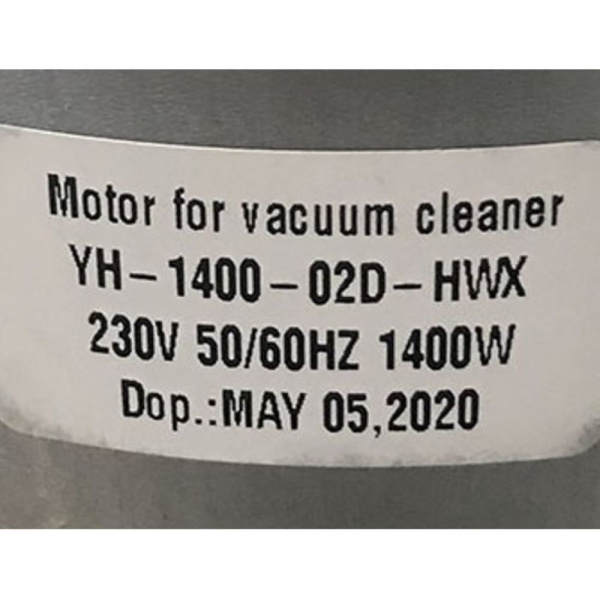 Motor for vacuum cleaner
YH-1400-02D-HWX
230V 50/60HZ 1400W
Dop.:MAY 05,2020